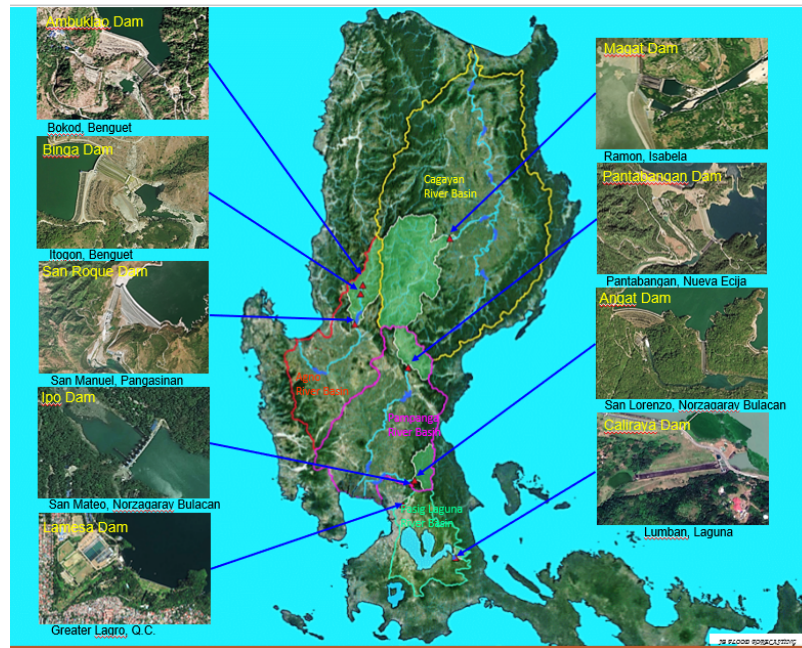 Ambuklao Dam
Bokod, Benguet
Binga Dam
Itogon, Benguet
San Roque Dam
San Manuel, Pangasinan
Ipo Dam
San Mateo, Norzagaray Bulacan
Lamesa Dam
Greater Lagro, Q.C.
Cagayan
River Basin
Agno
River Basin
Pampanga
River Basin
Pasig Laguna
River Basin
Magat Dam
Ramon, Isabela
Pantabangan Dam
Pantabangan, Nueva Ecija
Angat Dam
San Lorenzo, Norzagaray Bulacan
Caliraya Dam
Lumban, Laguna